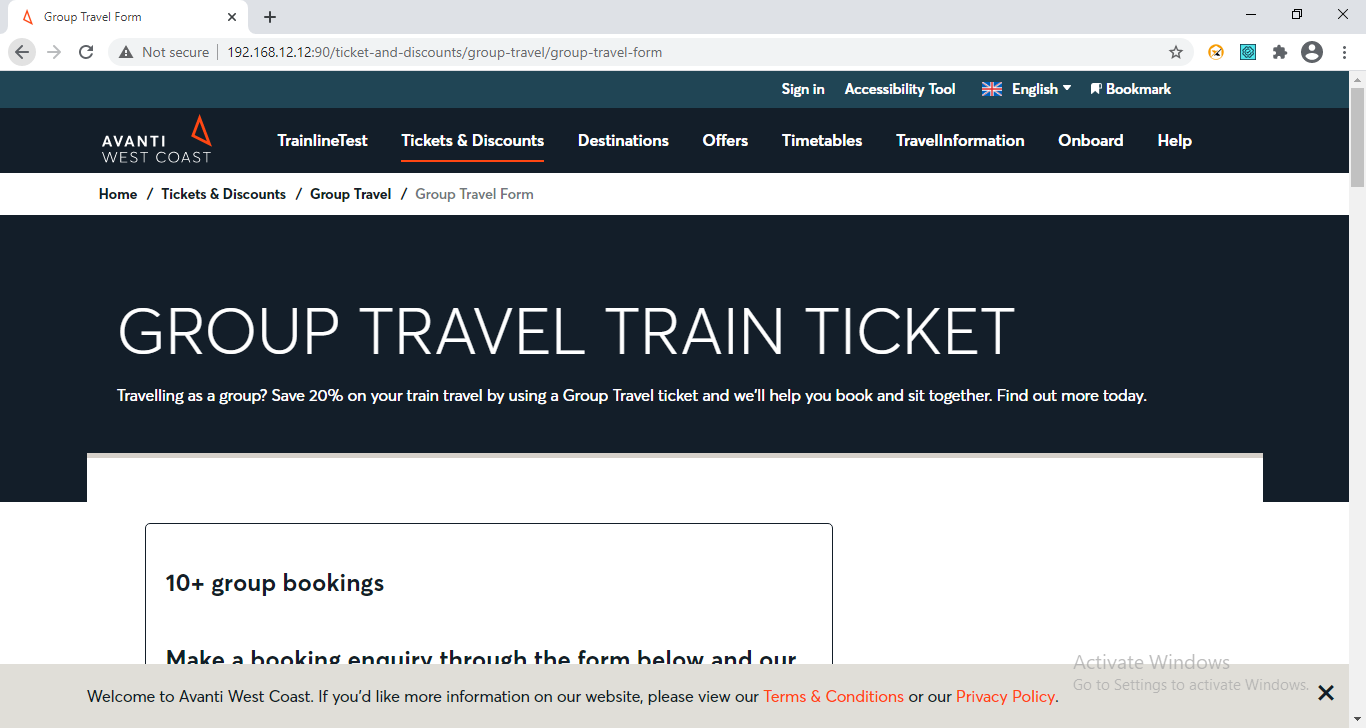 Group Travel Form
Not secure
192.168.12.12:90/ticket-and-discounts/group-travel/group-travel-form
Sign in Accessibility Tool English Bookmark
AVANTI
WEST COAST
TrainlineTest Tickets & Discounts Destinations Offers Timetables TravelInformation Onboard Help
Home / Tickets & Discounts / Group Travel / Group Travel Form
GROUP TRAVEL TRAIN TICKET
Travelling as a group? Save 20% on your train travel by using a Group Travel ticket and we'll help you book and sit together. Find out more today.
10+ group bookings
Make a booking enquiry through the form below and our
Activate Windows
Go to Settings to activate Windows.
Welcome to Avanti West Coast. If you'd like more information on our website, please view our Terms & Conditions or our Privacy Policy.